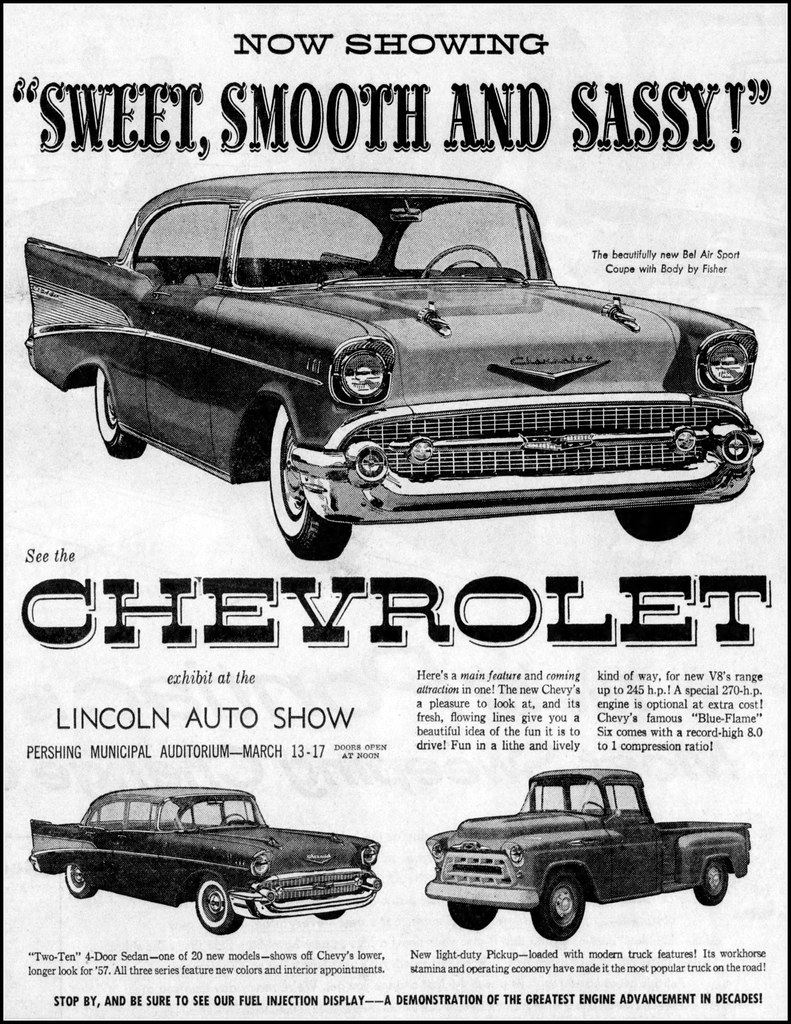 NOW SHOWING
"SWEET, SMOOTH AND SASSY!"
The beautifully new Bel Air Sport
Coupe with Body by Fisher
Chevrolet
See the
CHEVROLET
exhibit at the
LINCOLN AUTO SHOW
PERSHING MUNICIPAL AUDITORIUM—MARCH 13-17 DOORS OPEN
AT NOON
Here's a main feature and coming
attraction in one! The new Chevy's
a pleasure to look at, and its
fresh, flowing lines give you a
beautiful idea of the fun it is to
drive! Fun in a lithe and lively
kind of way, for new V8's range
up to 245 h.p.! A special 270-h.p.
engine is optional at extra cost!
Chevy's famous "Blue-Flame"
Six comes with a record-high 8.0
to 1 compression ratio!
"Two-Ten" 4-Door Sedan—one of 20 new models—shows off Chevy's lower,
longer look for '57. All three series feature new colors and interior appointments.
New light-duty Pickup—loaded with modern truck features! Its workhorse
stamina and operating economy have made it the most popular truck on the road!
STOP BY, AND BE SURE TO SEE OUR FUEL INJECTION DISPLAY——A DEMONSTRATION OF THE GREATEST ENGINE ADVANCEMENT IN DECADES!